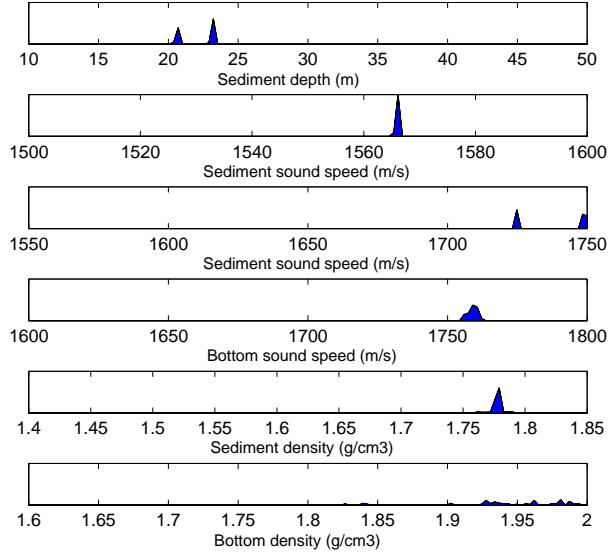 10 15 20 25 30 35 40 45 50
Sediment depth (m)
1500 1520 1540 1560 1580 1600
Sediment sound speed (m/s)
1550 1600 1650 1700 1750
Sediment sound speed (m/s)
1600 1650 1700 1750 1800
Bottom sound speed (m/s)
1.4 1.45 1.5 1.55 1.6 1.65 1.7 1.75 1.8 1.85
Sediment density (g/cm3)
1.6 1.65 1.7 1.75 1.8 1.85 1.9 1.95 2
Bottom density (g/cm3)